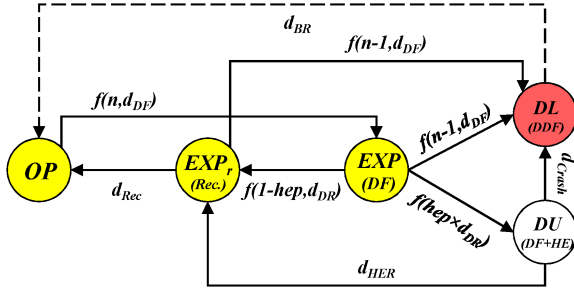 d_BR
f(n-1,d_DF)
f(n,d_DF)
OP
EXP_r
(Rec.)
EXP
(DF)
DL
(DDF)
f(n-1,d_DF)
d_Crash
d_Rec
f(1-hep,d_DR)
f(hep×d_DR)
DU
(DF+HE)
d_HER